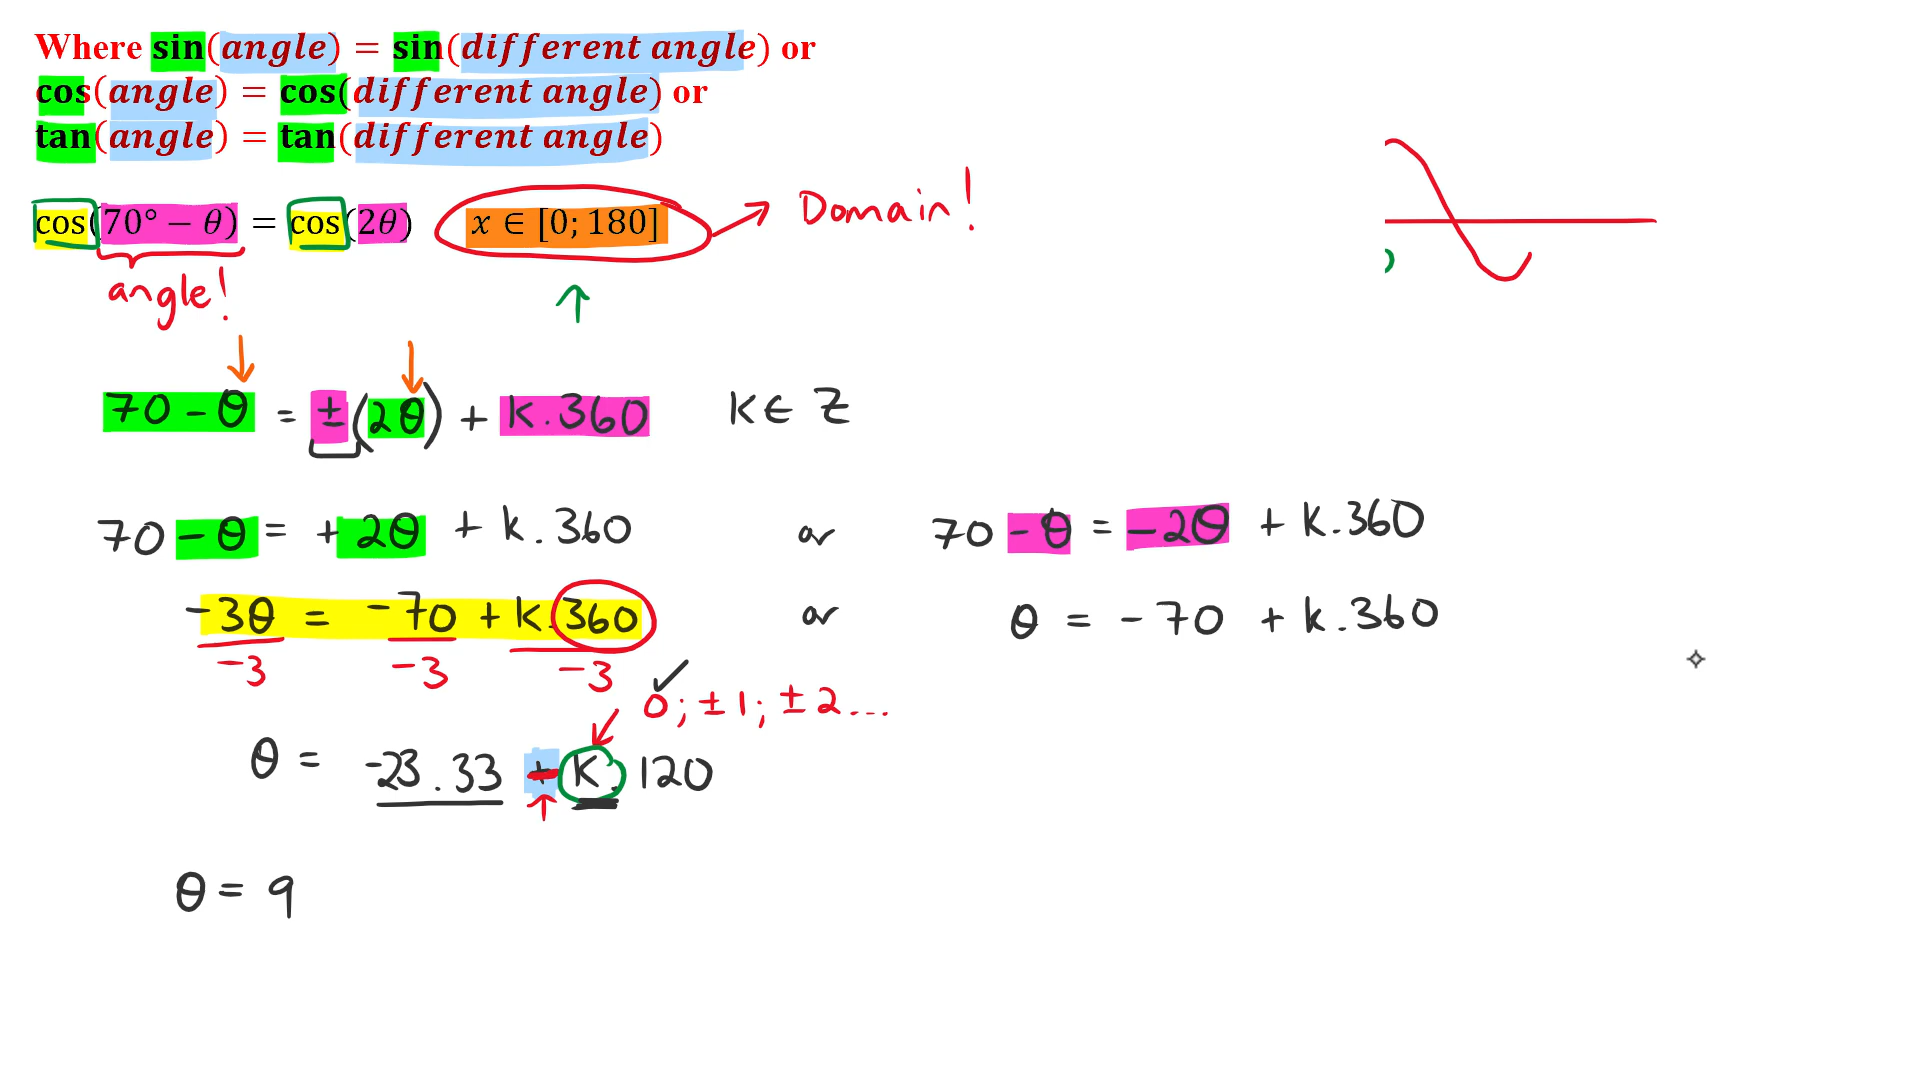 Where sin(angle) = sin(different angle) or
cos(angle) = cos(different angle) or
tan(angle) = tan(different angle)
cos(70° − θ) = cos(2θ) x ∈ [0; 180] Domain!
angle!
70 − θ = ±(2θ) + k.360 K ∈ Z
70 − θ = +2θ + k.360 or 70 − θ = −2θ + k.360
−3θ = −70 + k.360 or θ = −70 + k.360
−3 −3 −3
0; ±1; ±2...
θ = −23.33 + K.120
θ = 9